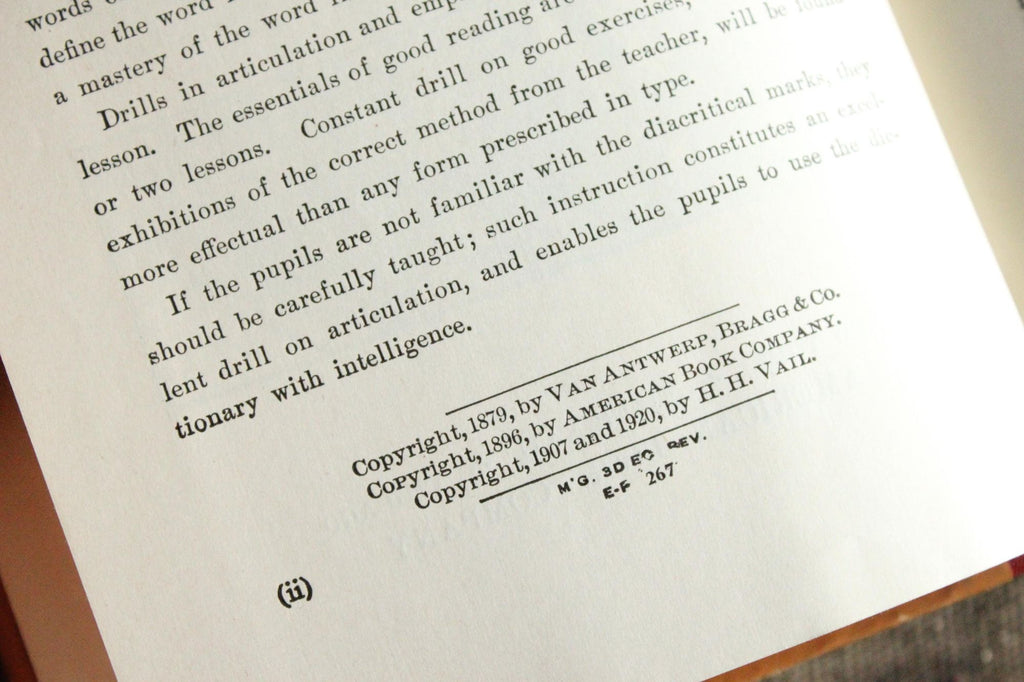 words
define the word
a mastery of the word
Drills in articulation and
lesson. The essentials of good reading
or two lessons. Constant drill on good exercises,
exhibitions of the correct method from the teacher, will be found
more effectual than any form prescribed in type.
If the pupils are not familiar with the diacritical marks, they
should be carefully taught; such instruction constitutes an excel-
lent drill on articulation, and enables the pupils to use the dic-
tionary with intelligence.
Copyright, 1879, by VAN ANTWERP, BRAGG & CO.
Copyright, 1896, by AMERICAN BOOK COMPANY.
Copyright, 1907 and 1920, by H. H. VAIL.
M'G. 3D EC REV.
E-F 267
(ii)